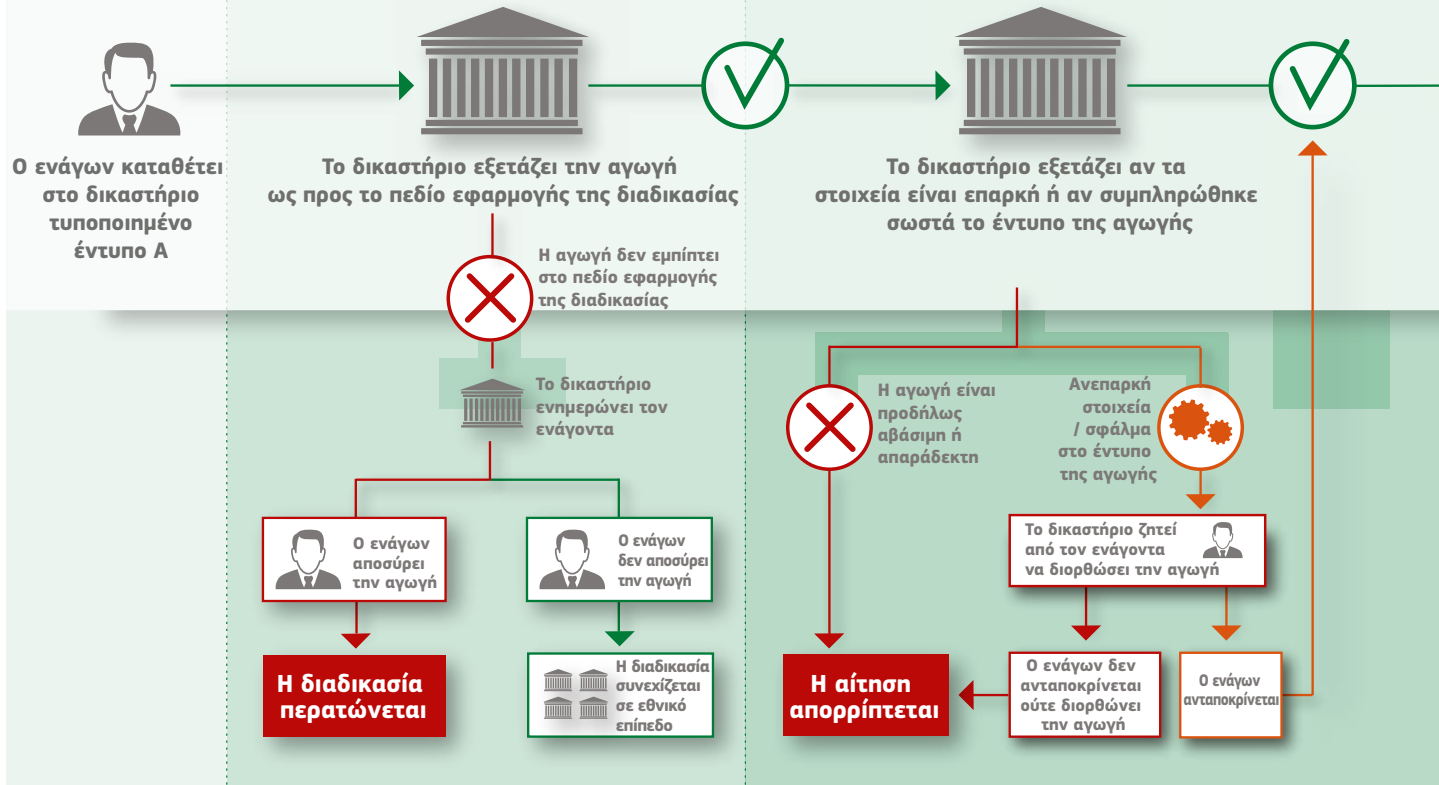 Ο ενάγων καταθέτει
στο δικαστήριο
τυποποιημένο
έντυπο Α
Το δικαστήριο εξετάζει την αγωγή
ως προς το πεδίο εφαρμογής της διαδικασίας
Η αγωγή δεν εμπίπτει
στο πεδίο εφαρμογής
της διαδικασίας
Το δικαστήριο
ενημερώνει τον
ενάγοντα
Ο ενάγων
αποσύρει
την αγωγή
Ο ενάγων
δεν αποσύρει
την αγωγή
Η διαδικασία
περατώνεται
Η διαδικασία
συνεχίζεται
σε εθνικό
επίπεδο
Το δικαστήριο εξετάζει αν τα
στοιχεία είναι επαρκή ή αν συμπληρώθηκε
σωστά το έντυπο της αγωγής
Η αγωγή είναι
προδήλως
αβάσιμη ή
απαράδεκτη
Ανεπαρκή
στοιχεία
/ σφάλμα
στο έντυπο
της αγωγής
Το δικαστήριο ζητεί
από τον ενάγοντα
να διορθώσει την αγωγή
Η αίτηση
απορρίπτεται
Ο ενάγων δεν
ανταποκρίνεται
ούτε διορθώνει
την αγωγή
Ο ενάγων
ανταποκρίνεται